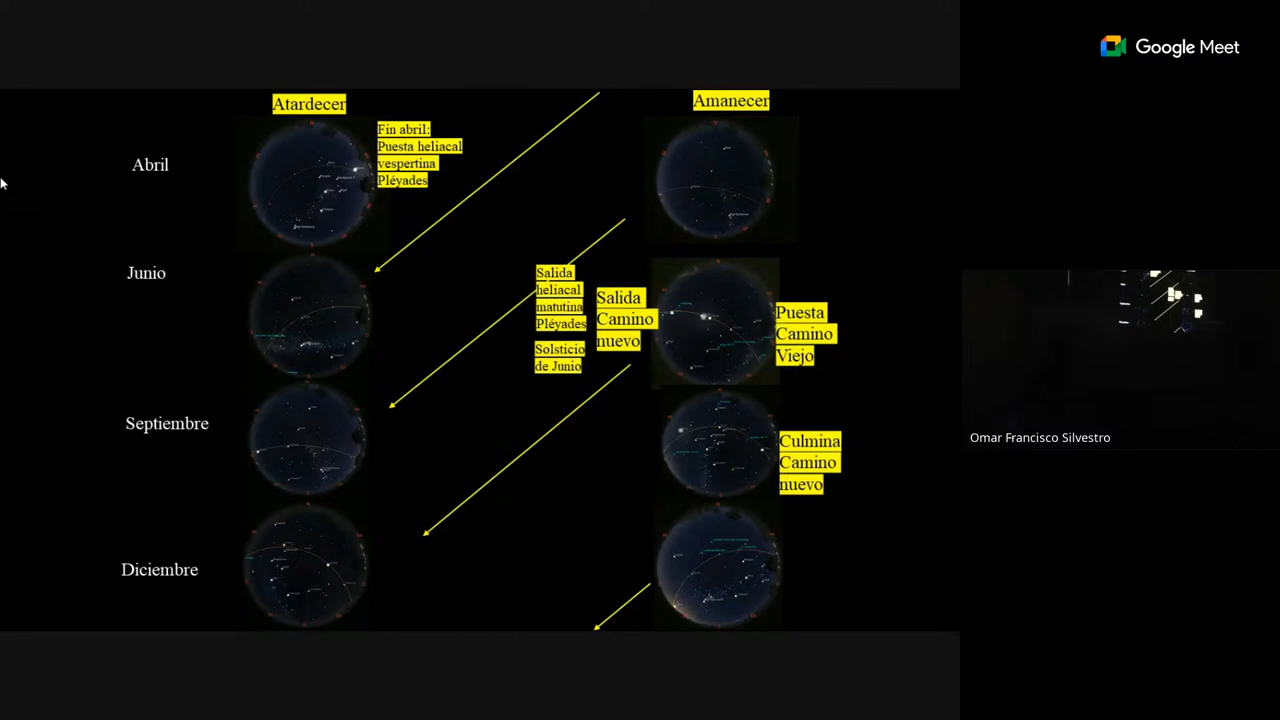 Google Meet
Atardecer
Amanecer
Fin abril:
Puesta heliacal
vespertina
Pléyades
Abril
Junio
Salida
heliacal
matutina
Pléyades
Solsticio
de Junio
Salida
Camino
nuevo
Puesta
Camino
Viejo
Septiembre
Culmina
Camino
nuevo
Diciembre
Omar Francisco Silvestro